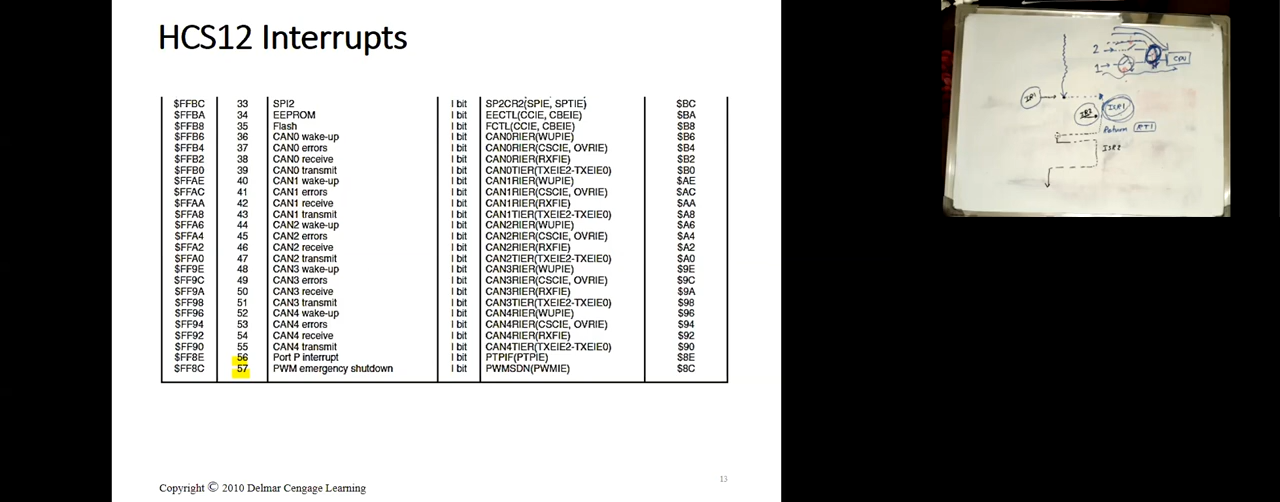 HCS12 Interrupts
$FFBC 33 SPI2 I bit SP2CR2(SPIE, SPTIE) $BC
$FFBA 34 EEPROM I bit EECTL(CCIE, CBEIE) $BA
$FFB8 35 Flash I bit FCTL(CCIE, CBEIE) $B8
$FFB6 36 CAN0 wake-up I bit CAN0RIER(WUPIE) $B6
$FFB4 37 CAN0 errors I bit CAN0RIER(CSCIE, OVRIE) $B4
$FFB2 38 CAN0 receive I bit CAN0RIER(RXFIE) $B2
$FFB0 39 CAN0 transmit I bit CAN0TIER(TXEIE2-TXEIE0) $B0
$FFAE 40 CAN1 wake-up I bit CAN1RIER(WUPIE) $AE
$FFAC 41 CAN1 errors I bit CAN1RIER(CSCIE, OVRIE) $AC
$FFAA 42 CAN1 receive I bit CAN1RIER(RXFIE) $AA
$FFA8 43 CAN1 transmit I bit CAN1TIER(TXEIE2-TXEIE0) $A8
$FFA6 44 CAN2 wake-up I bit CAN2RIER(WUPIE) $A6
$FFA4 45 CAN2 errors I bit CAN2RIER(CSCIE, OVRIE) $A4
$FFA2 46 CAN2 receive I bit CAN2RIER(RXFIE) $A2
$FFA0 47 CAN2 transmit I bit CAN2TIER(TXEIE2-TXEIE0) $A0
$FF9E 48 CAN3 wake-up I bit CAN3RIER(WUPIE) $9E
$FF9C 49 CAN3 errors I bit CAN3RIER(CSCIE, OVRIE) $9C
$FF9A 50 CAN3 receive I bit CAN3RIER(RXFIE) $9A
$FF98 51 CAN3 transmit I bit CAN3TIER(TXEIE2-TXEIE0) $98
$FF96 52 CAN4 wake-up I bit CAN4RIER(WUPIE) $96
$FF94 53 CAN4 errors I bit CAN4RIER(CSCIE, OVRIE) $94
$FF92 54 CAN4 receive I bit CAN4RIER(RXFIE) $92
$FF90 55 CAN4 transmit I bit CAN4TIER(TXEIE2-TXEIE0) $90
$FF8E 56 Port P interrupt I bit PTPIF(PTPIE) $8E
$FF8C 57 PWM emergency shutdown I bit PWMSDN(PWMIE) $8C
Copyright © 2010 Delmar Cengage Learning
13
2
1
CPU
Return RTI